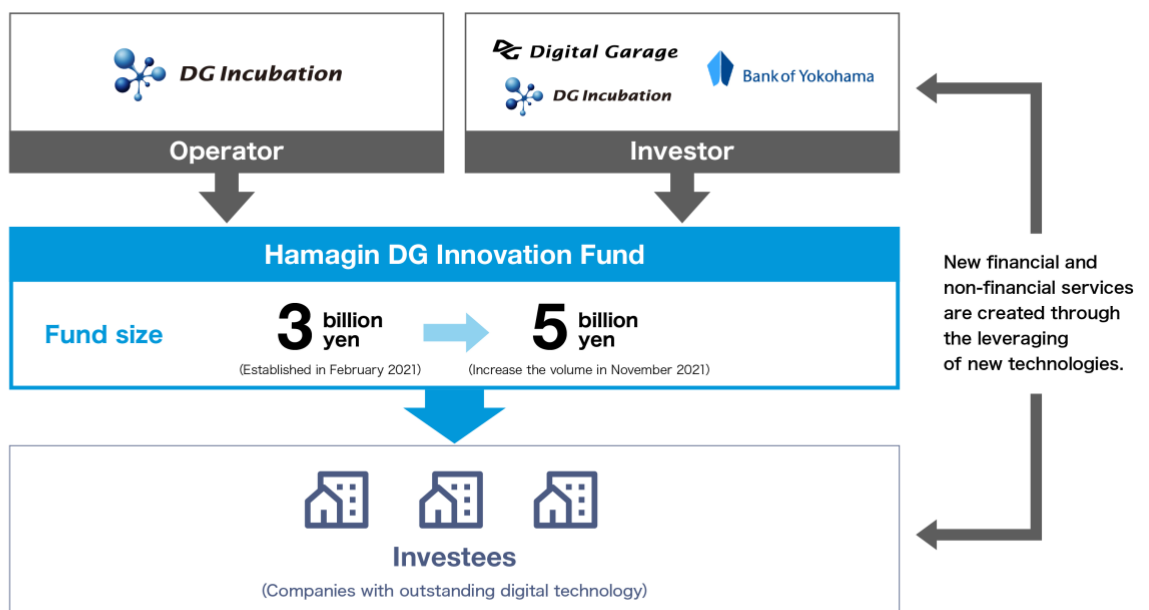 DG Incubation
Operator
Digital Garage
DG Incubation
Bank of Yokohama
Investor
Hamagin DG Innovation Fund
Fund size
3 billion yen
(Established in February 2021)
5 billion yen
(Increase the volume in November 2021)
New financial and
non-financial services
are created through
the leveraging
of new technologies.
Investees
(Companies with outstanding digital technology)